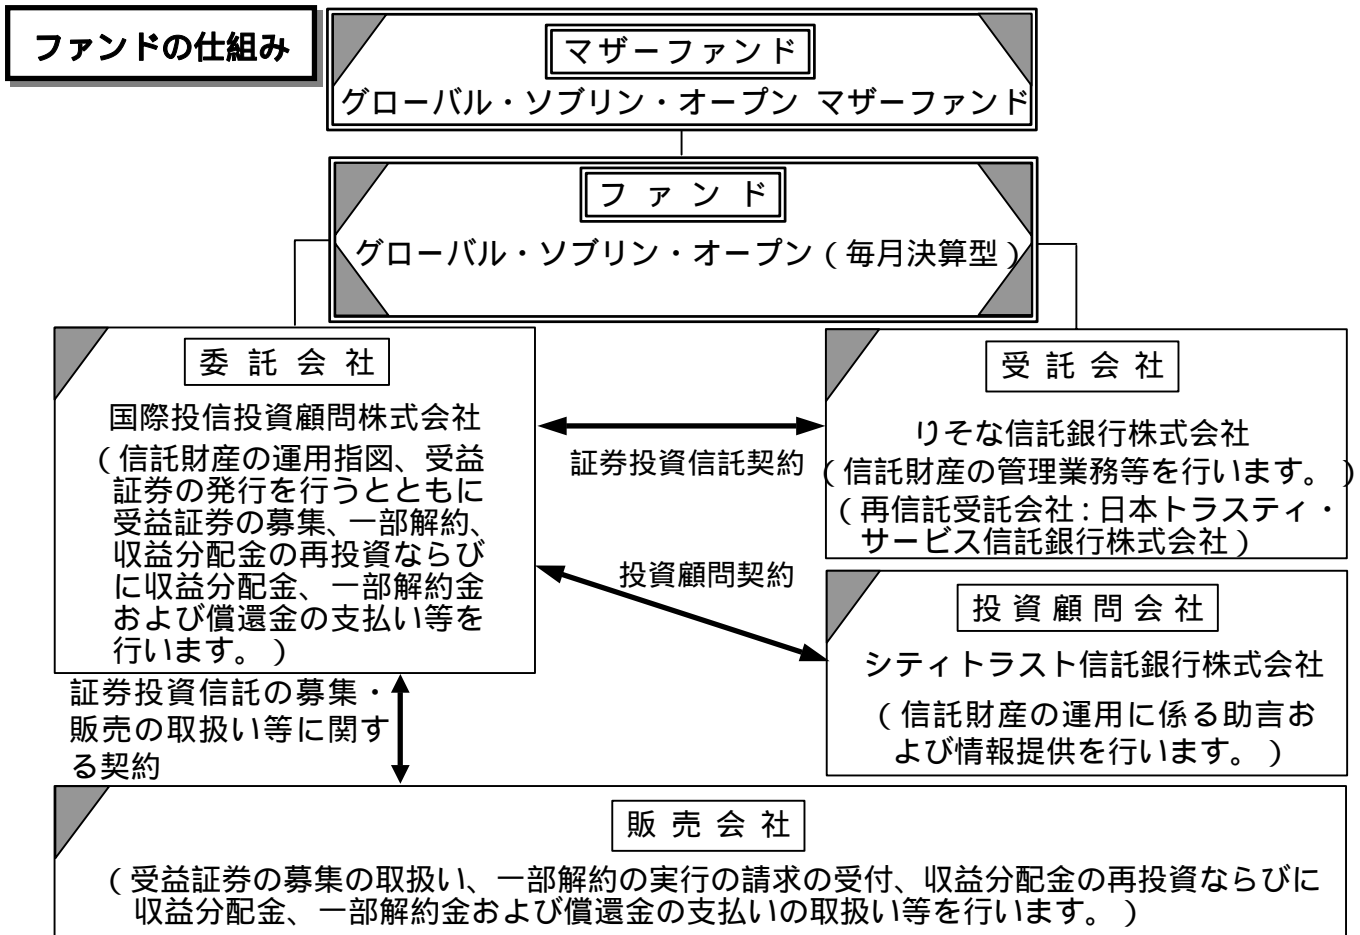 ファンドの仕組み
マザーファンド
グローバル・ソブリン・オープン マザーファンド
ファンド
グローバル・ソブリン・オープン（毎月決算型）
委託会社
国際投信投資顧問株式会社
（信託財産の運用指図、受益
証券の発行を行うとともに
受益証券の募集、一部解約、
収益分配金の再投資ならび
に収益分配金、一部解約金
および償還金の支払い等を
行います。）
証券投資信託契約
投資顧問契約
受託会社
りそな信託銀行株式会社
（信託財産の管理業務等を行います。）
（再信託受託会社：日本トラスティ・
サービス信託銀行株式会社）
投資顧問会社
シティトラスト信託銀行株式会社
（信託財産の運用に係る助言お
よび情報提供を行います。）
証券投資信託の募集・
販売の取扱い等に関す
る契約
販売会社
（受益証券の募集の取扱い、一部解約の実行の請求の受付、収益分配金の再投資ならびに
収益分配金、一部解約金および償還金の支払いの取扱い等を行います。）